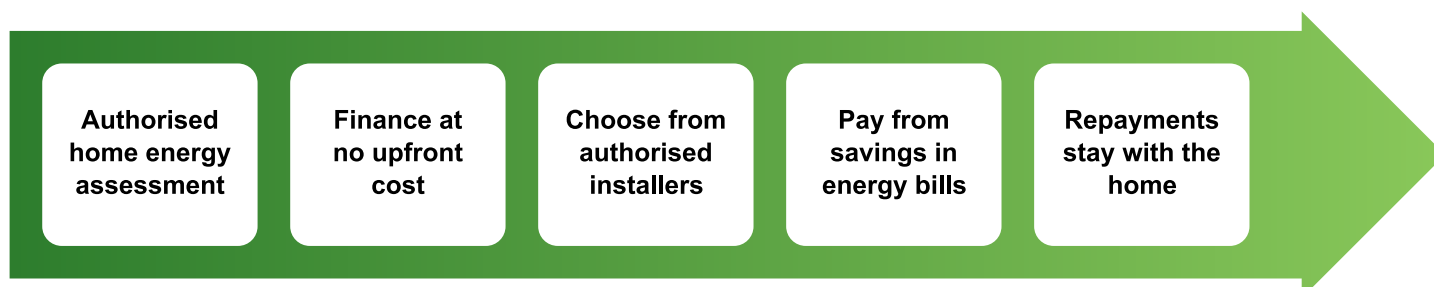 Authorised
home energy
assessment
Finance at
no upfront
cost
Choose from
authorised
installers
Pay from
savings in
energy bills
Repayments
stay with the
home